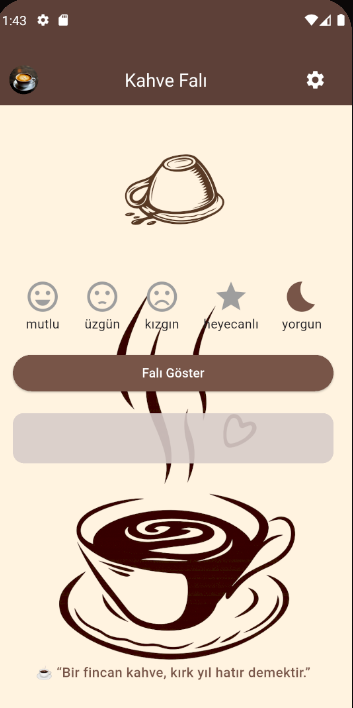 1:43
Kahve Falı
mutlu üzgün kızgın heyecanlı yorgun
Falı Göster
☕ “Bir fincan kahve, kırk yıl hatır demektir.”